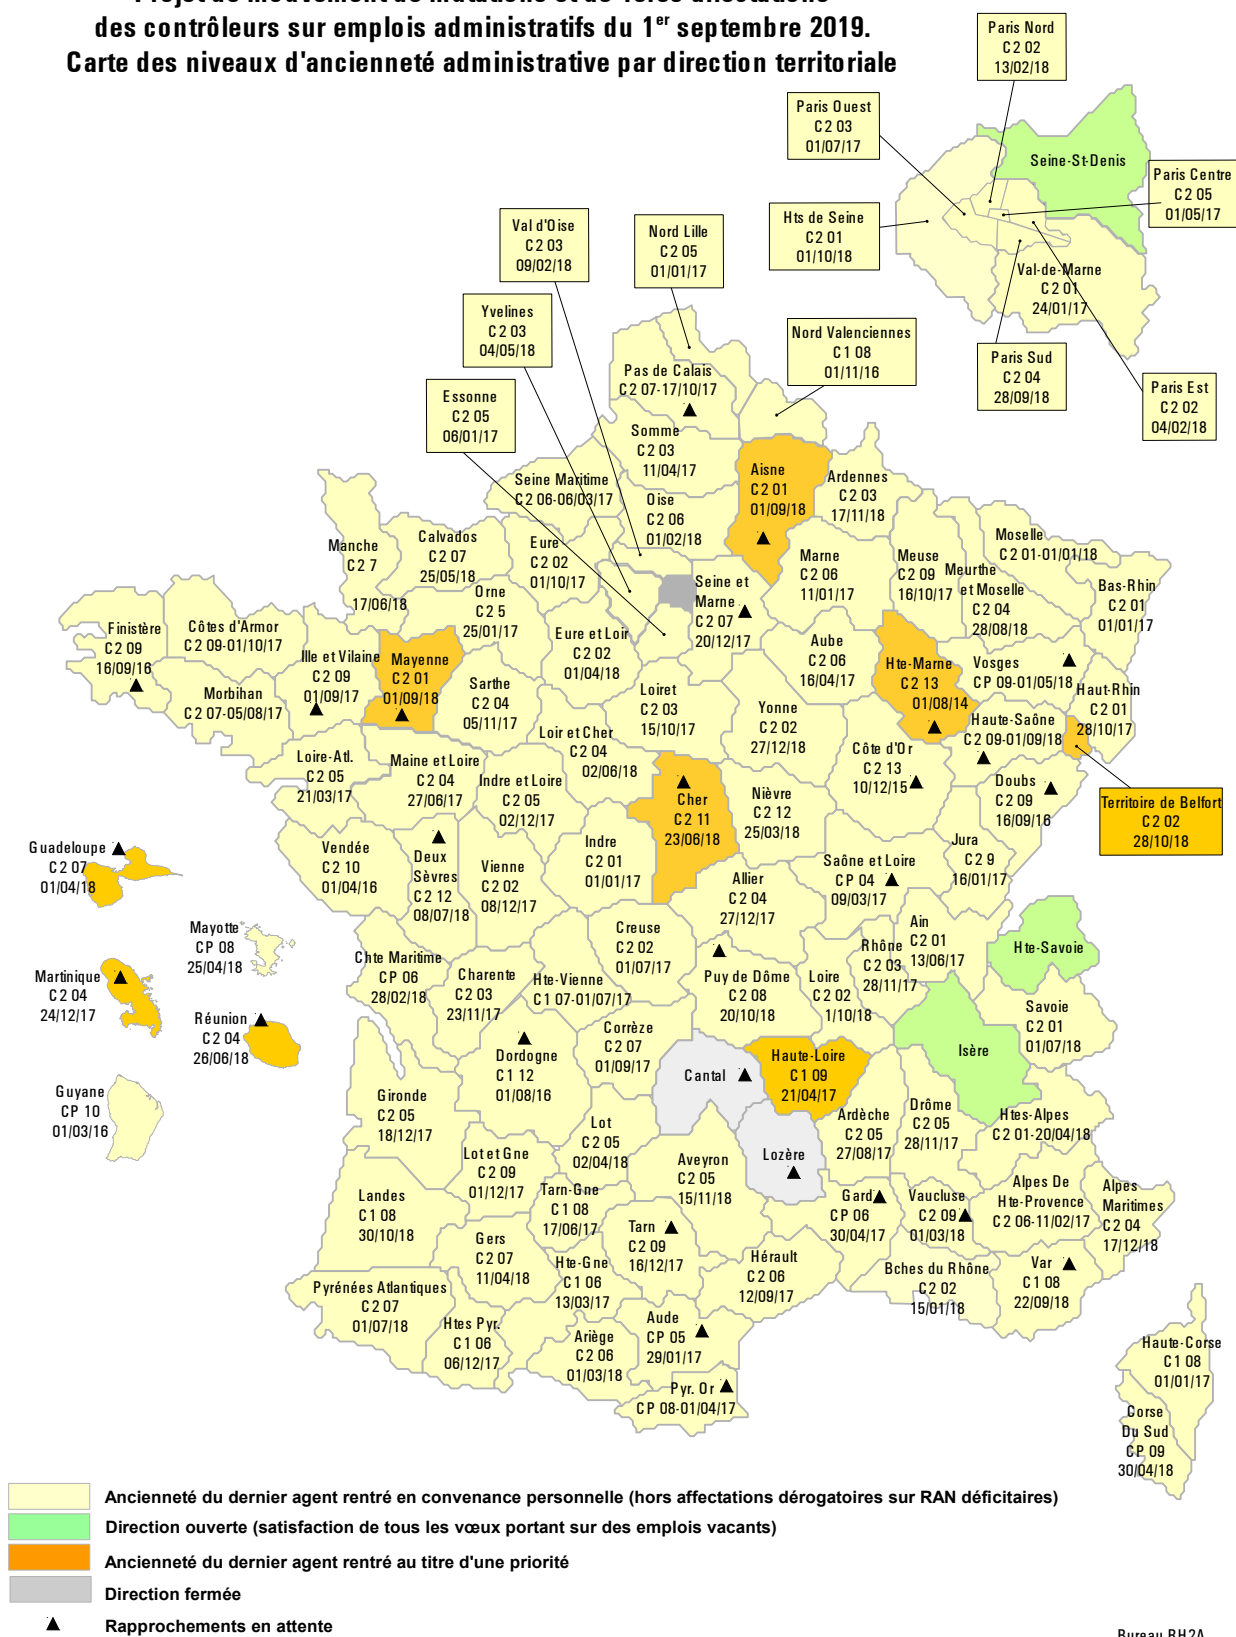 des contrôleurs sur emplois administratifs du 1er septembre 2019.
Carte des niveaux d'ancienneté administrative par direction territoriale
Paris Nord
C2 02
13/02/18
Paris Ouest
C2 03
01/07/17
Seine-St-Denis
Paris Centre
C2 05
01/05/17
Hts de Seine
C2 01
01/10/18
Val-de-Marne
C2 01
24/01/17
Paris Sud
C2 04
28/09/18
Paris Est
C2 02
04/02/18
Val d'Oise
C2 03
09/02/18
Nord Lille
C2 05
01/01/17
Yvelines
C2 03
04/05/18
Nord Valenciennes
C1 08
01/11/16
Essonne
C2 05
06/01/17
Pas de Calais
C2 07-17/10/17
Somme
C2 03
11/04/17
Aisne
C2 01
01/09/18
Ardennes
C2 03
17/11/18
Seine Maritime
C2 06-06/03/17
Oise
C2 06
01/02/18
Manche
C2 7
17/06/18
Calvados
C2 07
25/05/18
Eure
C2 02
01/10/17
Marne
C2 06
11/01/17
Meuse
C2 09
16/10/17
Moselle
C2 01-01/01/18
Meurthe
et Moselle
C2 04
28/08/18
Bas-Rhin
C2 01
01/01/17
Orne
C2 5
25/01/17
Seine et
Marne
C2 07
20/12/17
Finistère
C2 09
16/09/16
Côtes d'Armor
C2 09-01/10/17
Ille et Vilaine
C2 09
01/09/17
Mayenne
C2 01
01/09/18
Eure et Loir
C2 02
01/04/18
Aube
C2 06
16/04/17
Hte-Marne
C2 13
01/08/14
Vosges
CP 09-01/05/18
Haut-Rhin
C2 01
28/10/17
Morbihan
C2 07-05/08/17
Sarthe
C2 04
05/11/17
Loiret
C2 03
15/10/17
Yonne
C2 02
27/12/18
Haute-Saône
C2 09-01/09/18
Loire-Atl.
C2 05
21/03/17
Maine et Loire
C2 04
27/06/17
Loir et Cher
C2 04
02/06/18
Indre et Loire
C2 05
02/12/17
Côte d'Or
C2 13
10/12/15
Doubs
C2 09
16/09/16
Territoire de Belfort
C2 02
28/10/18
Cher
C2 11
23/06/18
Nièvre
C2 12
25/03/18
Guadeloupe
C2 07
01/04/18
Vendée
C2 10
01/04/16
Deux
Sèvres
C2 12
08/07/18
Vienne
C2 02
08/12/17
Indre
C2 01
01/01/17
Saône et Loire
CP 04
09/03/17
Jura
C2 9
16/01/17
Allier
C2 04
27/12/17
Mayotte
CP 08
25/04/18
Chte Maritime
CP 06
28/02/18
Creuse
C2 02
01/07/17
Rhône
C2 03
28/11/17
Ain
C2 01
13/06/17
Hte-Savoie
Martinique
C2 04
24/12/17
Charente
C2 03
23/11/17
Hte-Vienne
C1 07-01/07/17
Puy de Dôme
C2 08
20/10/18
Loire
C2 02
1/10/18
Savoie
C2 01
01/07/18
Réunion
C2 04
26/06/18
Corrèze
C2 07
01/09/17
Dordogne
C1 12
01/08/16
Cantal
Haute-Loire
C1 09
21/04/17
Isère
Guyane
CP 10
01/03/16
Gironde
C2 05
18/12/17
Ardèche
C2 05
27/08/17
Drôme
C2 05
28/11/17
Htes-Alpes
C2 01-20/04/18
Lot
C2 05
02/04/18
Lot et Gne
C2 09
01/12/17
Aveyron
C2 05
15/11/18
Lozère
Landes
C1 08
30/10/18
Tarn-Gne
C1 08
17/06/17
Gard
CP 06
30/04/17
Vaucluse
C2 09
01/03/18
Alpes De
Hte-Provence
C2 06-11/02/17
Alpes
Maritimes
C2 04
17/12/18
Gers
C2 07
11/04/18
Tarn
C2 09
16/12/17
Hte-Gne
C1 06
13/03/17
Hérault
C2 06
12/09/17
Bches du Rhône
C2 02
15/01/18
Var
C1 08
22/09/18
Pyrénées Atlantiques
C2 07
01/07/18
Htes Pyr.
C1 06
06/12/17
Ariège
C2 06
01/03/18
Aude
CP 05
29/01/17
Pyr. Or
CP 08-01/04/17
Haute-Corse
C1 08
01/01/17
Corse
Du Sud
CP 09
30/04/18
Ancienneté du dernier agent rentré en convenance personnelle (hors affectations dérogatoires sur RAN déficitaires)
Direction ouverte (satisfaction de tous les vœux portant sur des emplois vacants)
Ancienneté du dernier agent rentré au titre d'une priorité
Direction fermée
Rapprochements en attente
Bureau RH2A